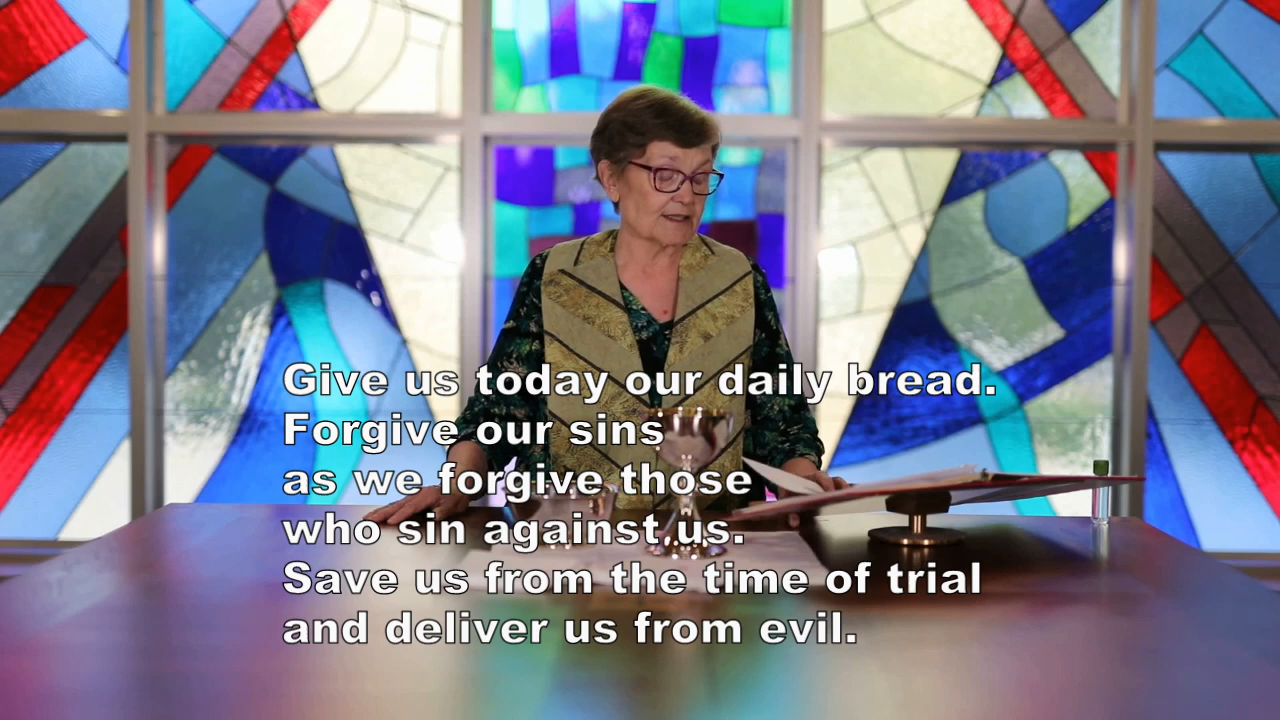 Give us today our daily bread.
Forgive our sins
as we forgive those
who sin against us.
Save us from the time of trial
and deliver us from evil.